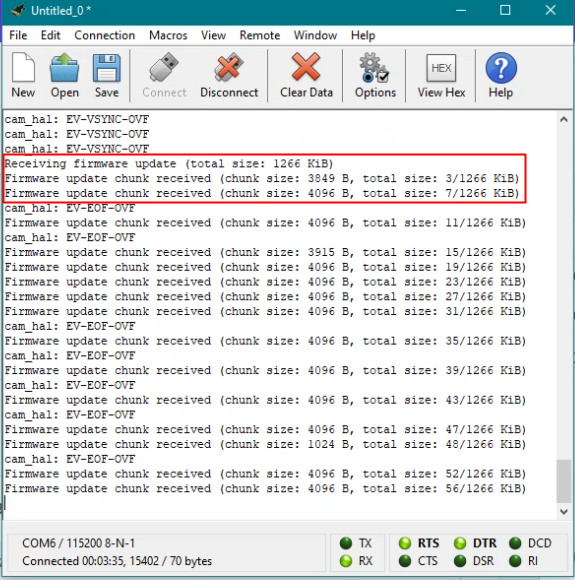 Untitled_0 *
File Edit Connection Macros View Remote Window Help
New Open Save Connect Disconnect Clear Data Options HEX View Hex ? Help
cam_hal: EV-VSYNC-OVF
cam_hal: EV-VSYNC-OVF
cam_hal: EV-VSYNC-OVF
Receiving firmware update (total size: 1266 KiB)
Firmware update chunk received (chunk size: 3849 B, total size: 3/1266 KiB)
Firmware update chunk received (chunk size: 4096 B, total size: 7/1266 KiB)
cam_hal: EV-EOF-OVF
Firmware update chunk received (chunk size: 4096 B, total size: 11/1266 KiB)
cam_hal: EV-EOF-OVF
Firmware update chunk received (chunk size: 3915 B, total size: 15/1266 KiB)
Firmware update chunk received (chunk size: 4096 B, total size: 19/1266 KiB)
Firmware update chunk received (chunk size: 4096 B, total size: 23/1266 KiB)
Firmware update chunk received (chunk size: 4096 B, total size: 27/1266 KiB)
Firmware update chunk received (chunk size: 4096 B, total size: 31/1266 KiB)
cam_hal: EV-EOF-OVF
Firmware update chunk received (chunk size: 4096 B, total size: 35/1266 KiB)
cam_hal: EV-EOF-OVF
Firmware update chunk received (chunk size: 4096 B, total size: 39/1266 KiB)
cam_hal: EV-EOF-OVF
Firmware update chunk received (chunk size: 4096 B, total size: 43/1266 KiB)
cam_hal: EV-EOF-OVF
Firmware update chunk received (chunk size: 4096 B, total size: 47/1266 KiB)
Firmware update chunk received (chunk size: 1024 B, total size: 48/1266 KiB)
cam_hal: EV-EOF-OVF
Firmware update chunk received (chunk size: 4096 B, total size: 52/1266 KiB)
Firmware update chunk received (chunk size: 4096 B, total size: 56/1266 KiB)
COM6 / 115200 8-N-1 TX RTS DTR DCD
Connected 00:03:35, 15402 / 70 bytes RX CTS DSR RI